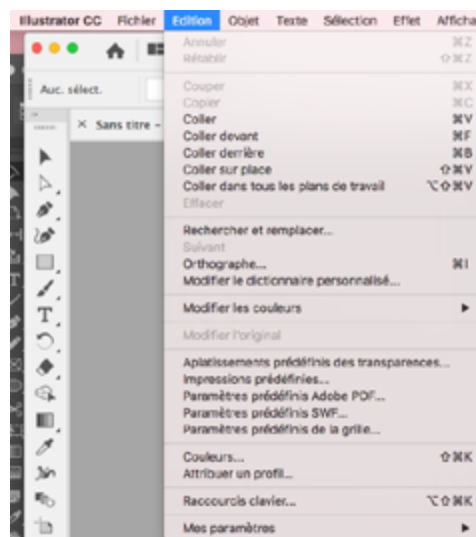 Illustrator CC Fichier Edition Objet Texte Sélection Effet Afficha
Annuler ⌘Z
Rétablir ⇧⌘Z
Auc. sélect.
Couper ⌘X
Copier ⌘C
Coller ⌘V
× Sans titre –
Coller devant ⌘F
Coller derrière ⌘B
Coller sur place ⇧⌘V
Coller dans tous les plans de travail ⌥⇧⌘V
Effacer
Rechercher et remplacer...
Suivant
Orthographe... ⌘I
Modifier le dictionnaire personnalisé...
Modifier les couleurs
Modifier l'original
Aplatissements prédéfinis des transparences...
Impressions prédéfinies...
Paramètres prédéfinis Adobe PDF...
Paramètres prédéfinis SWF...
Paramètres prédéfinis de la grille...
Couleurs... ⇧⌘K
Attribuer un profil...
Raccourcis clavier... ⌥⇧⌘K
Mes paramètres